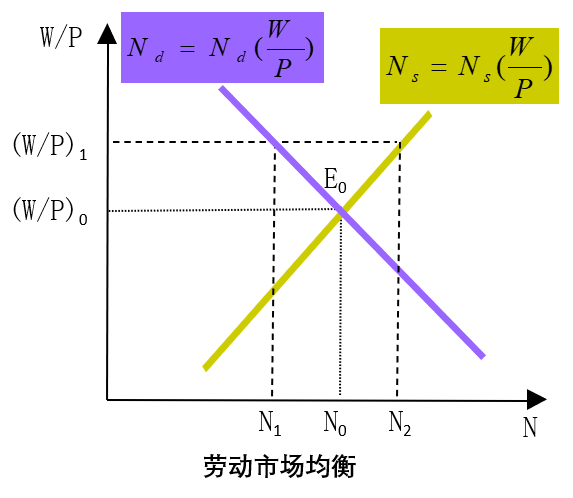 W/P
N_d = N_d(W/P)
N_s = N_s(W/P)
(W/P)₁
E₀
(W/P)₀
N₁ N₀ N₂
N
劳动市场均衡